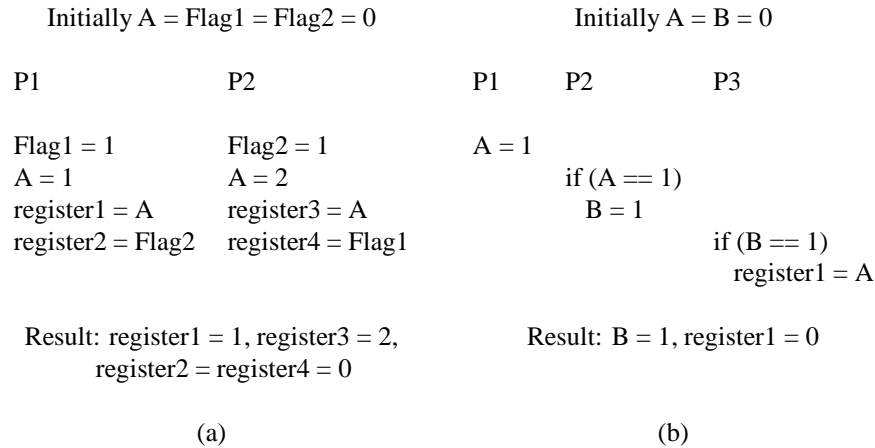 Initially A = Flag1 = Flag2 = 0
P1 P2
Flag1 = 1 Flag2 = 1
A = 1 A = 2
register1 = A register3 = A
register2 = Flag2 register4 = Flag1
Result: register1 = 1, register3 = 2,
register2 = register4 = 0
(a)
Initially A = B = 0
P1 P2 P3
A = 1
if (A == 1)
B = 1
if (B == 1)
register1 = A
Result: B = 1, register1 = 0
(b)